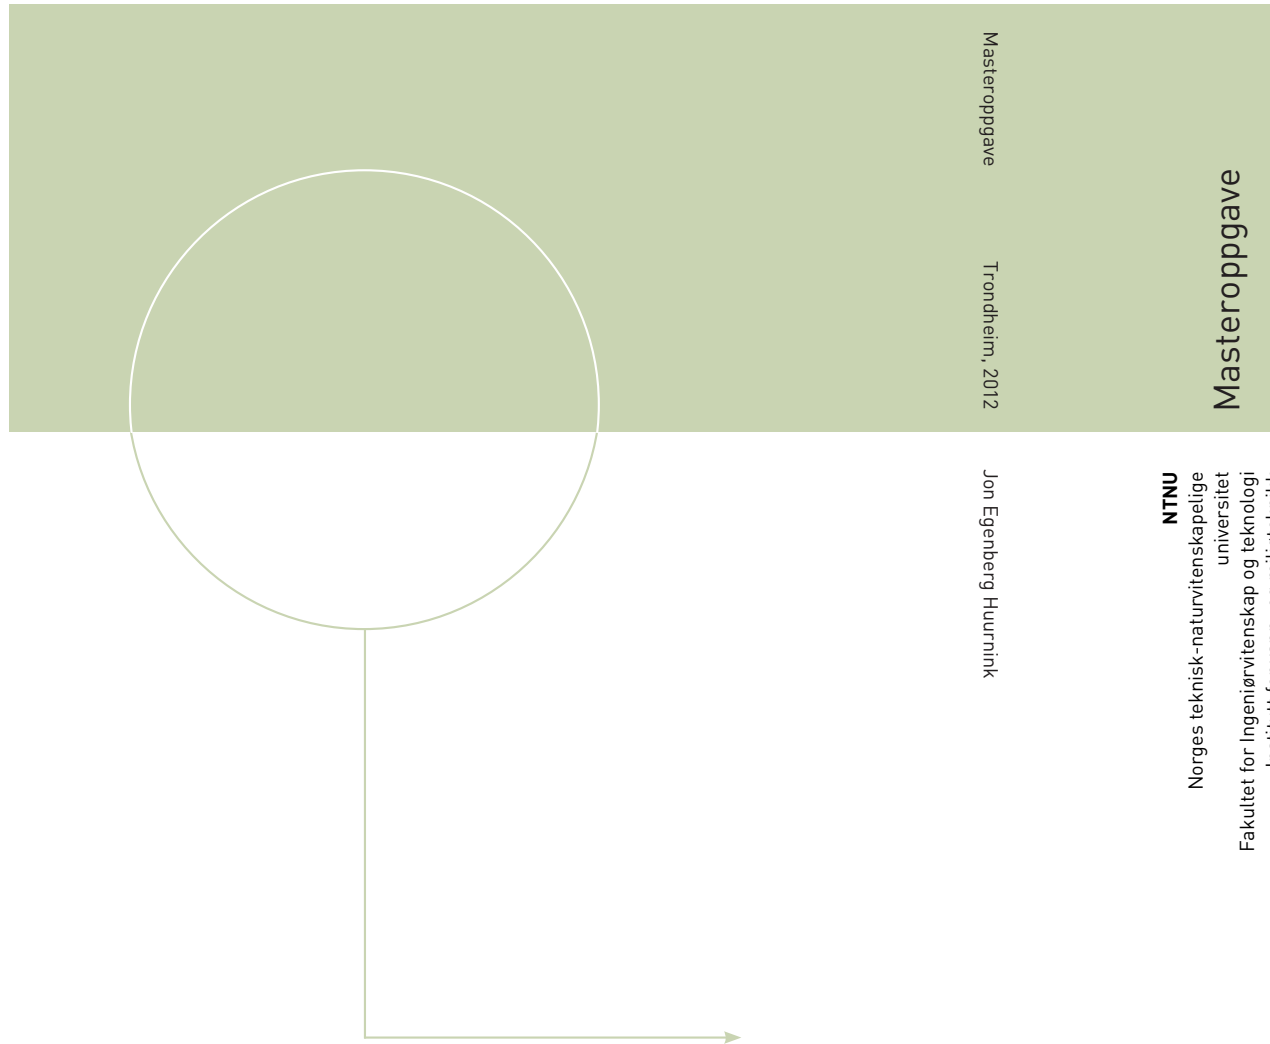 Masteroppgave
Trondheim, 2012
Jon Egenberg Huurnink
Masteroppgave
NTNU
Norges teknisk-naturvitenskapelige
universitet
Fakultet for Ingeniørvitenskap og teknologi